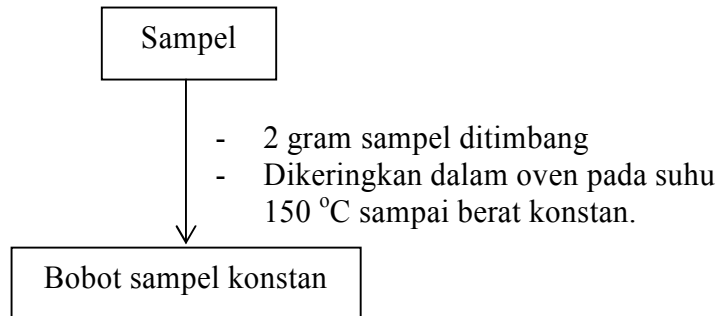 Sampel
- 2 gram sampel ditimbang
- Dikeringkan dalam oven pada suhu
150 °C sampai berat konstan.
Bobot sampel konstan